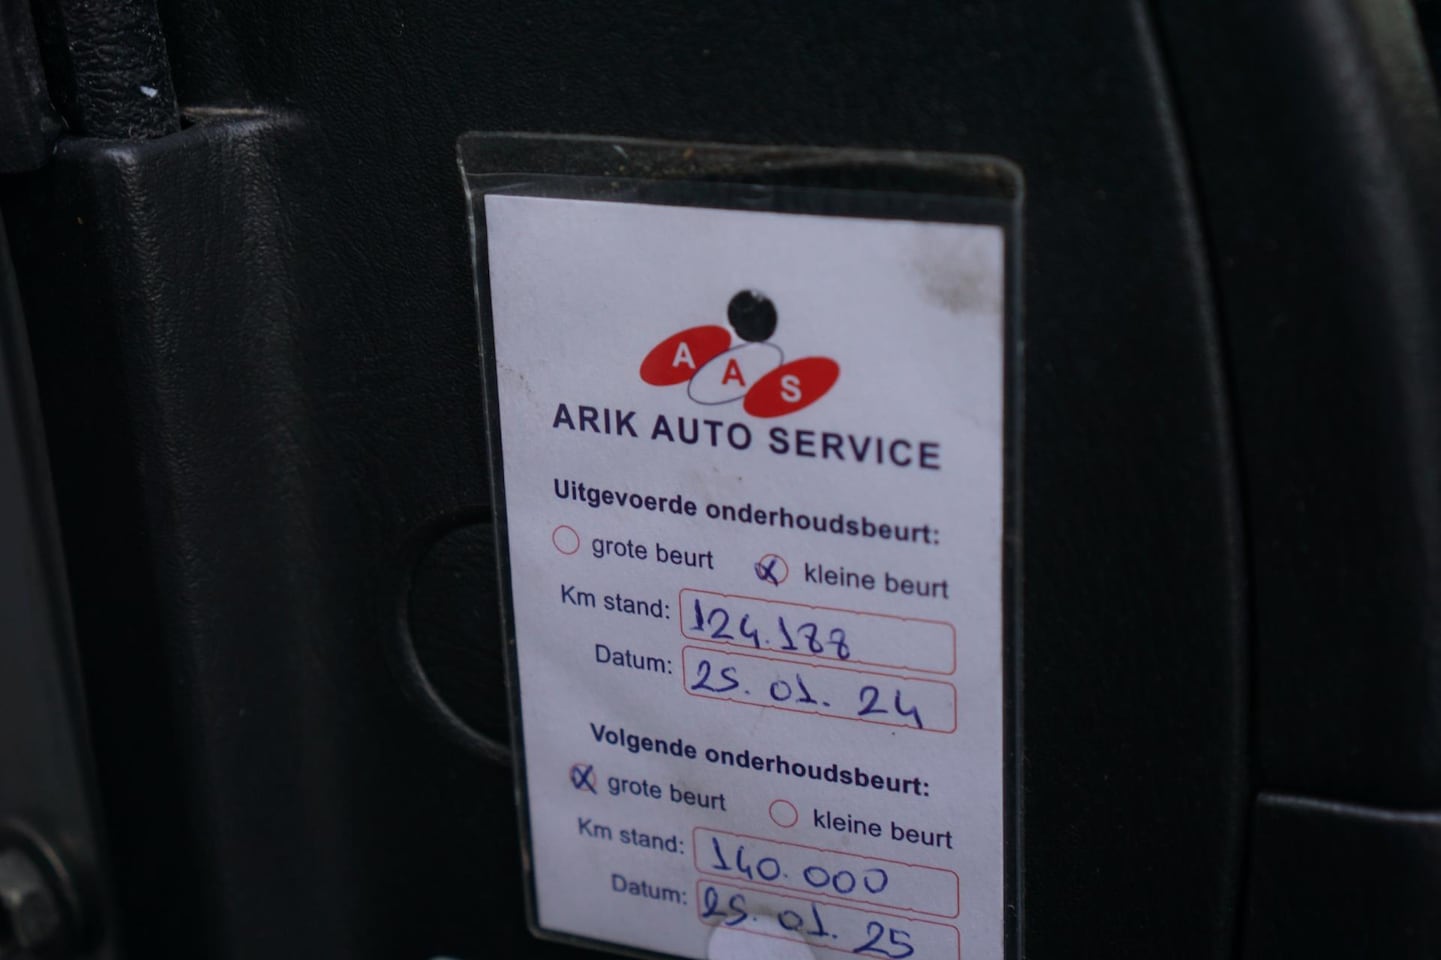 A A S
ARIK AUTO SERVICE
Uitgevoerde onderhoudsbeurt:
grote beurt kleine beurt
Km stand: 124.188
Datum: 25.01.24
Volgende onderhoudsbeurt:
grote beurt kleine beurt
Km stand: 140.000
Datum: 25.01.25